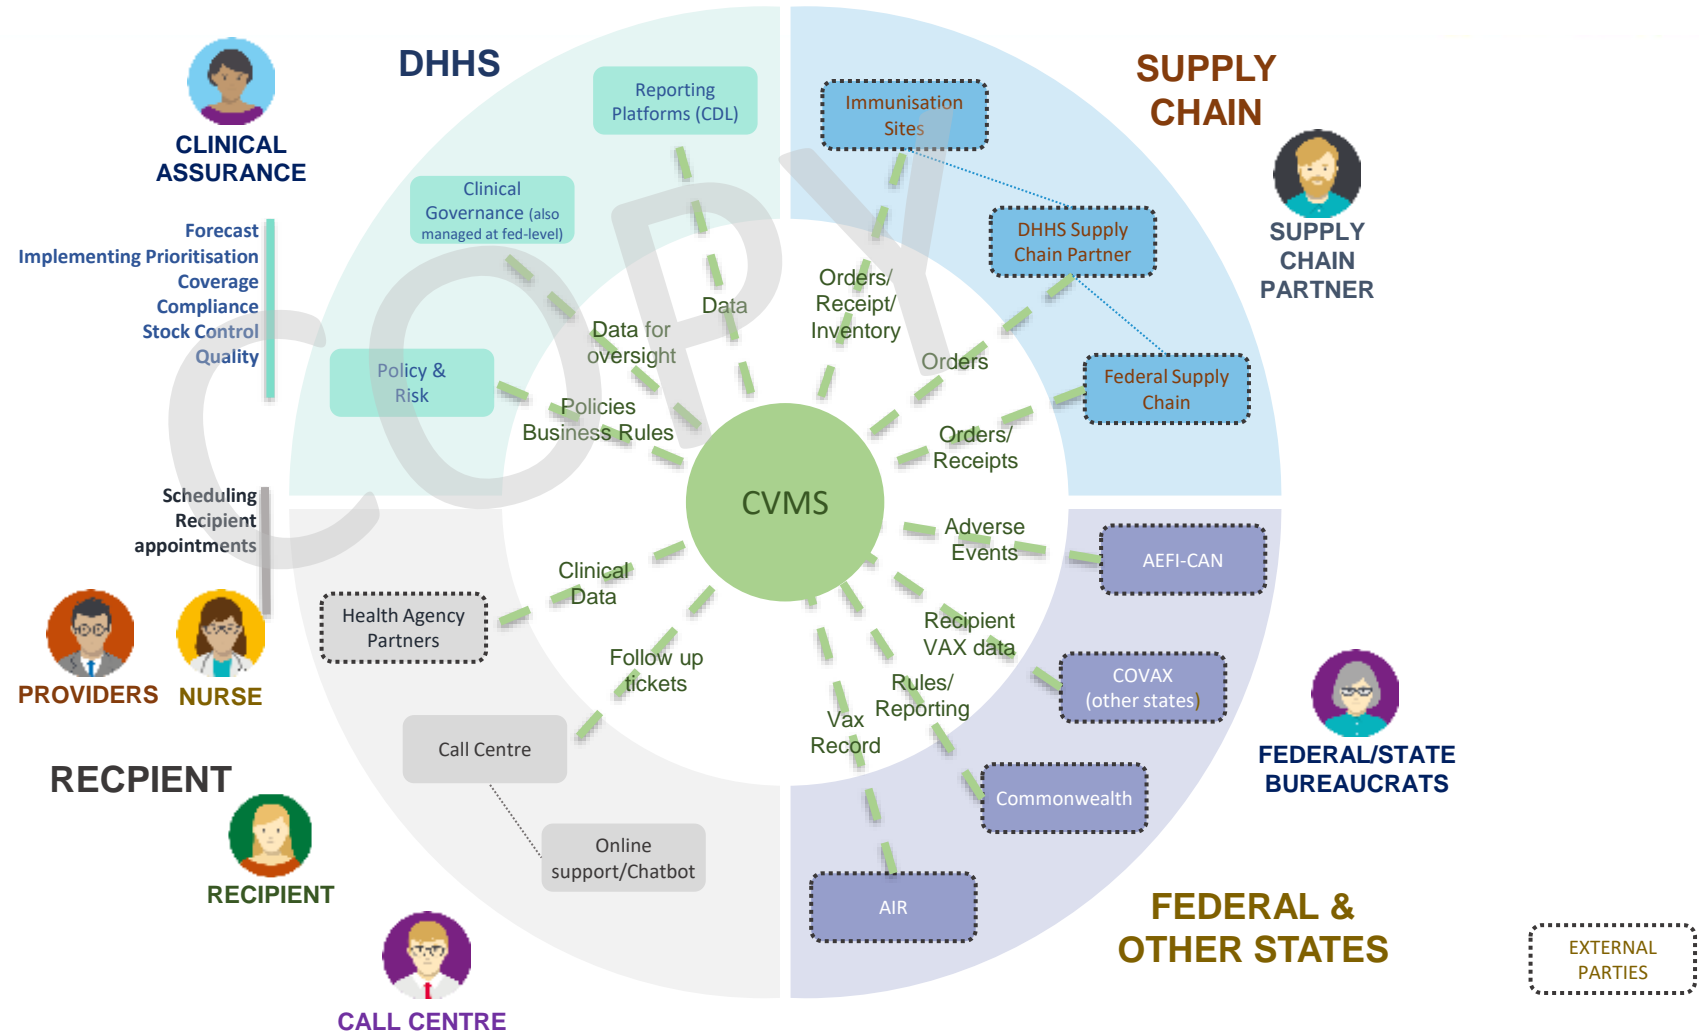 DHHS
SUPPLY
CHAIN
CLINICAL
ASSURANCE
Reporting
Platforms (CDL)
Immunisation
Sites
Clinical
Governance (also
managed at fed-level)
DHHS Supply
Chain Partner
SUPPLY
CHAIN
PARTNER
Forecast
Implementing Prioritisation
Coverage
Compliance
Stock Control
Quality
Policy &
Risk
Federal Supply
Chain
Data
Data for
oversight
Policies
Business Rules
Orders/
Receipt/
Inventory
Orders
Orders/
Receipts
CVMS
COPY
Scheduling
Recipient
appointments
Health Agency
Partners
Clinical
Data
Follow up
tickets
Adverse
Events
AEFI-CAN
Recipient
VAX data
COVAX
(other states)
Rules/
Reporting
Vax
Record
Commonwealth
AIR
PROVIDERS
NURSE
RECPIENT
Call Centre
Online
support/Chatbot
RECIPIENT
CALL CENTRE
FEDERAL/STATE
BUREAUCRATS
FEDERAL &
OTHER STATES
EXTERNAL
PARTIES